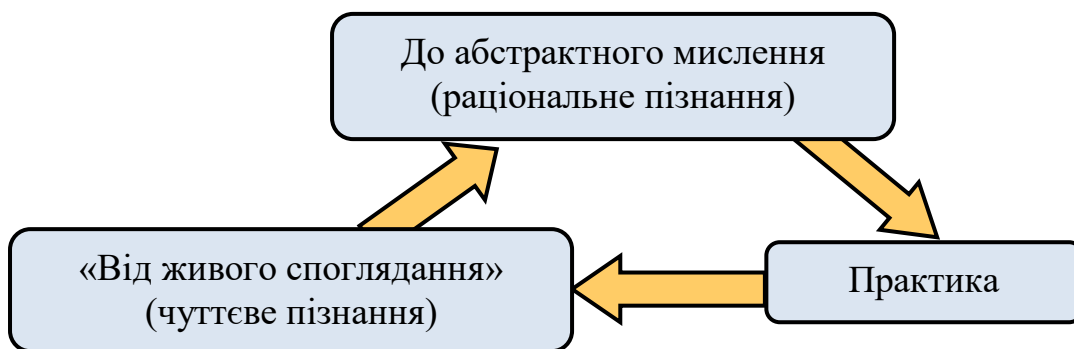 До абстрактного мислення
(раціональне пізнання)
«Від живого споглядання»
(чуттєве пізнання)
Практика